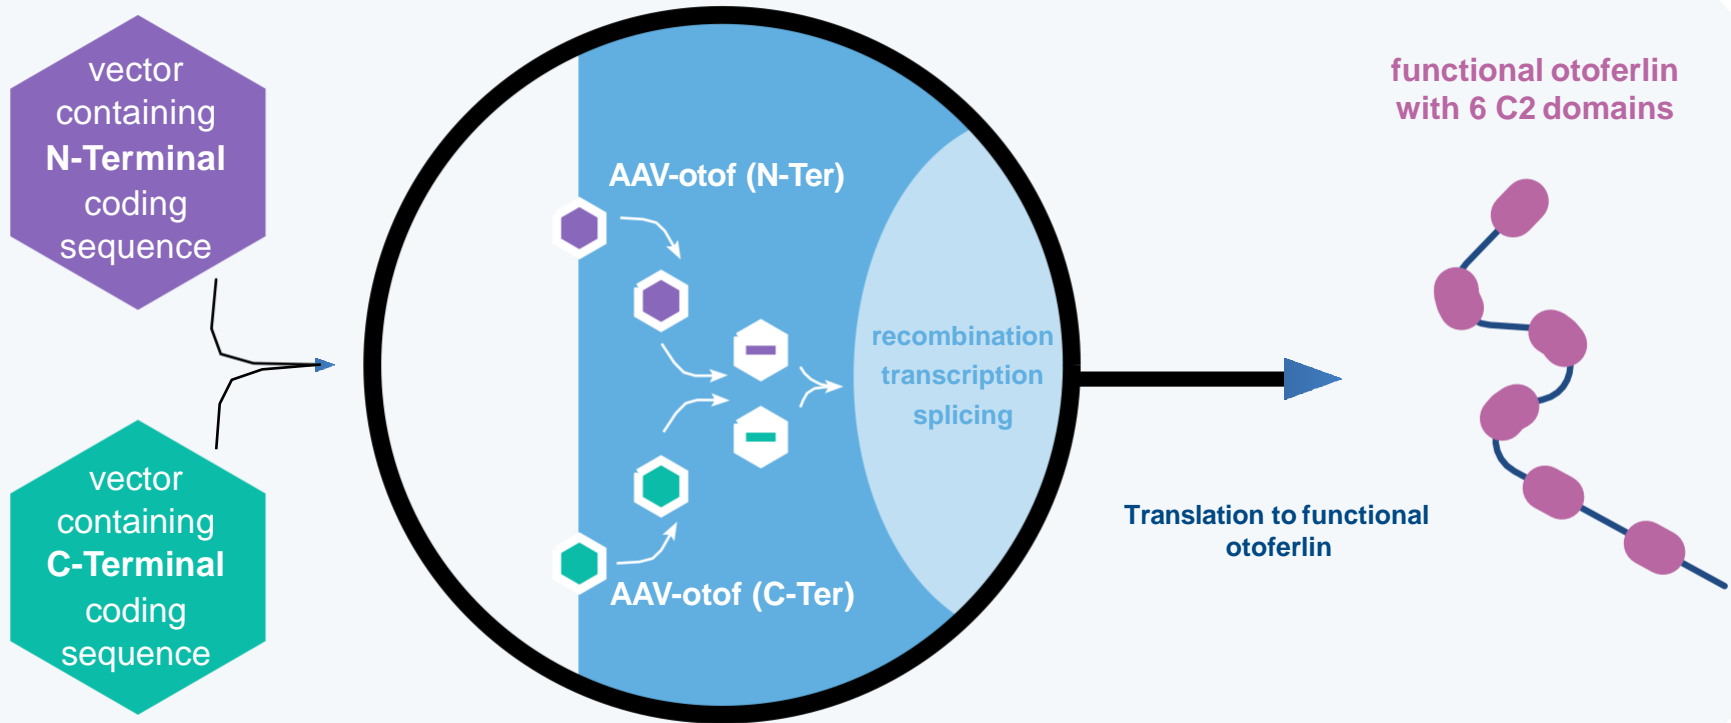 vector
containing
N-Terminal
coding
sequence
vector
containing
C-Terminal
coding
sequence
AAV-otof (N-Ter)
recombination
transcription
splicing
AAV-otof (C-Ter)
Translation to functional
otoferlin
functional otoferlin
with 6 C2 domains